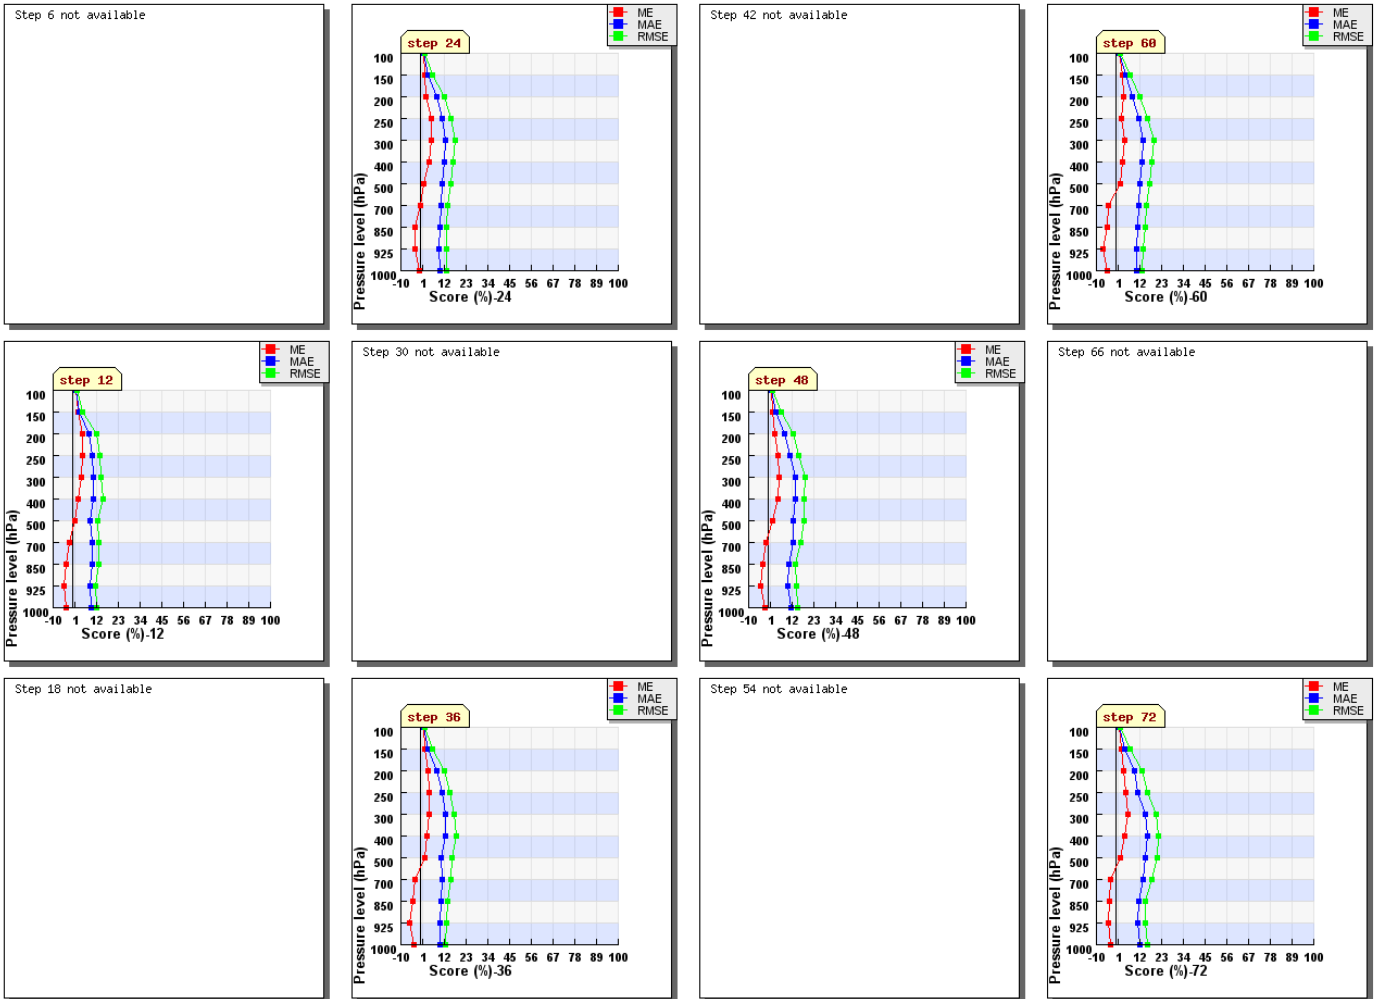 Step 6 not available
ME
MAE
RMSE
step 24
100
150
200
250
300
400
500
700
850
925
1000
Pressure level (hPa)
-10 1 12 23 34 45 56 67 78 89 100
Score (%)-24
Step 42 not available
ME
MAE
RMSE
step 60
100
150
200
250
300
400
500
700
850
925
1000
Pressure level (hPa)
-10 1 12 23 34 45 56 67 78 89 100
Score (%)-60
ME
MAE
RMSE
step 12
100
150
200
250
300
400
500
700
850
925
1000
Pressure level (hPa)
-10 1 12 23 34 45 56 67 78 89 100
Score (%)-12
Step 30 not available
ME
MAE
RMSE
step 48
100
150
200
250
300
400
500
700
850
925
1000
Pressure level (hPa)
-10 1 12 23 34 45 56 67 78 89 100
Score (%)-48
Step 66 not available
Step 18 not available
ME
MAE
RMSE
step 36
100
150
200
250
300
400
500
700
850
925
1000
Pressure level (hPa)
-10 1 12 23 34 45 56 67 78 89 100
Score (%)-36
Step 54 not available
ME
MAE
RMSE
step 72
100
150
200
250
300
400
500
700
850
925
1000
Pressure level (hPa)
-10 1 12 23 34 45 56 67 78 89 100
Score (%)-72